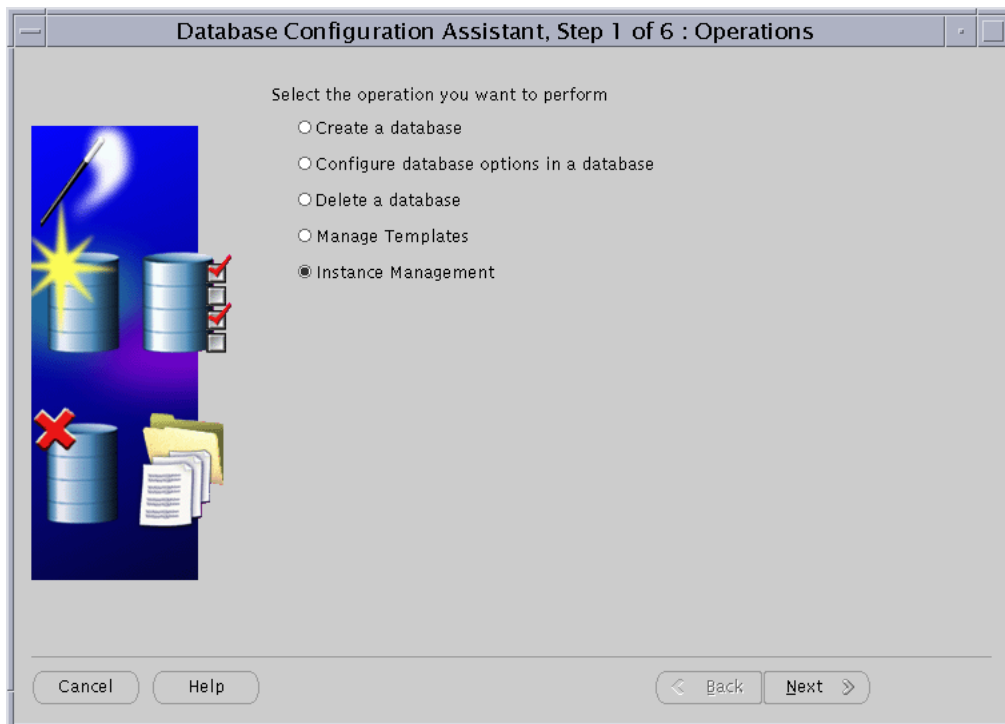 Database Configuration Assistant, Step 1 of 6 : Operations
Select the operation you want to perform
Create a database
Configure database options in a database
Delete a database
Manage Templates
Instance Management
Cancel
Help
Back
Next